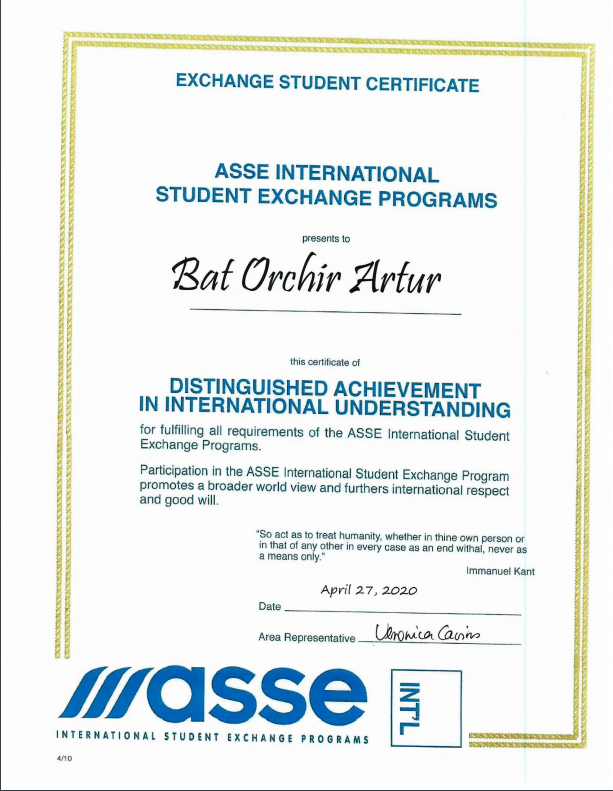 EXCHANGE STUDENT CERTIFICATE
ASSE INTERNATIONAL
STUDENT EXCHANGE PROGRAMS
presents to
Bat Orchir Artur
this certificate of
DISTINGUISHED ACHIEVEMENT
IN INTERNATIONAL UNDERSTANDING
for fulfilling all requirements of the ASSE International Student
Exchange Programs.
Participation in the ASSE International Student Exchange Program
promotes a broader world view and furthers international respect
and good will.
"So act as to treat humanity, whether in thine own person or
in that of any other in every case as an end withal, never as
a means only."
Immanuel Kant
April 27, 2020
Date
Area Representative Veronica
asse
INT'L
INTERNATIONAL STUDENT EXCHANGE PROGRAMS
4/10